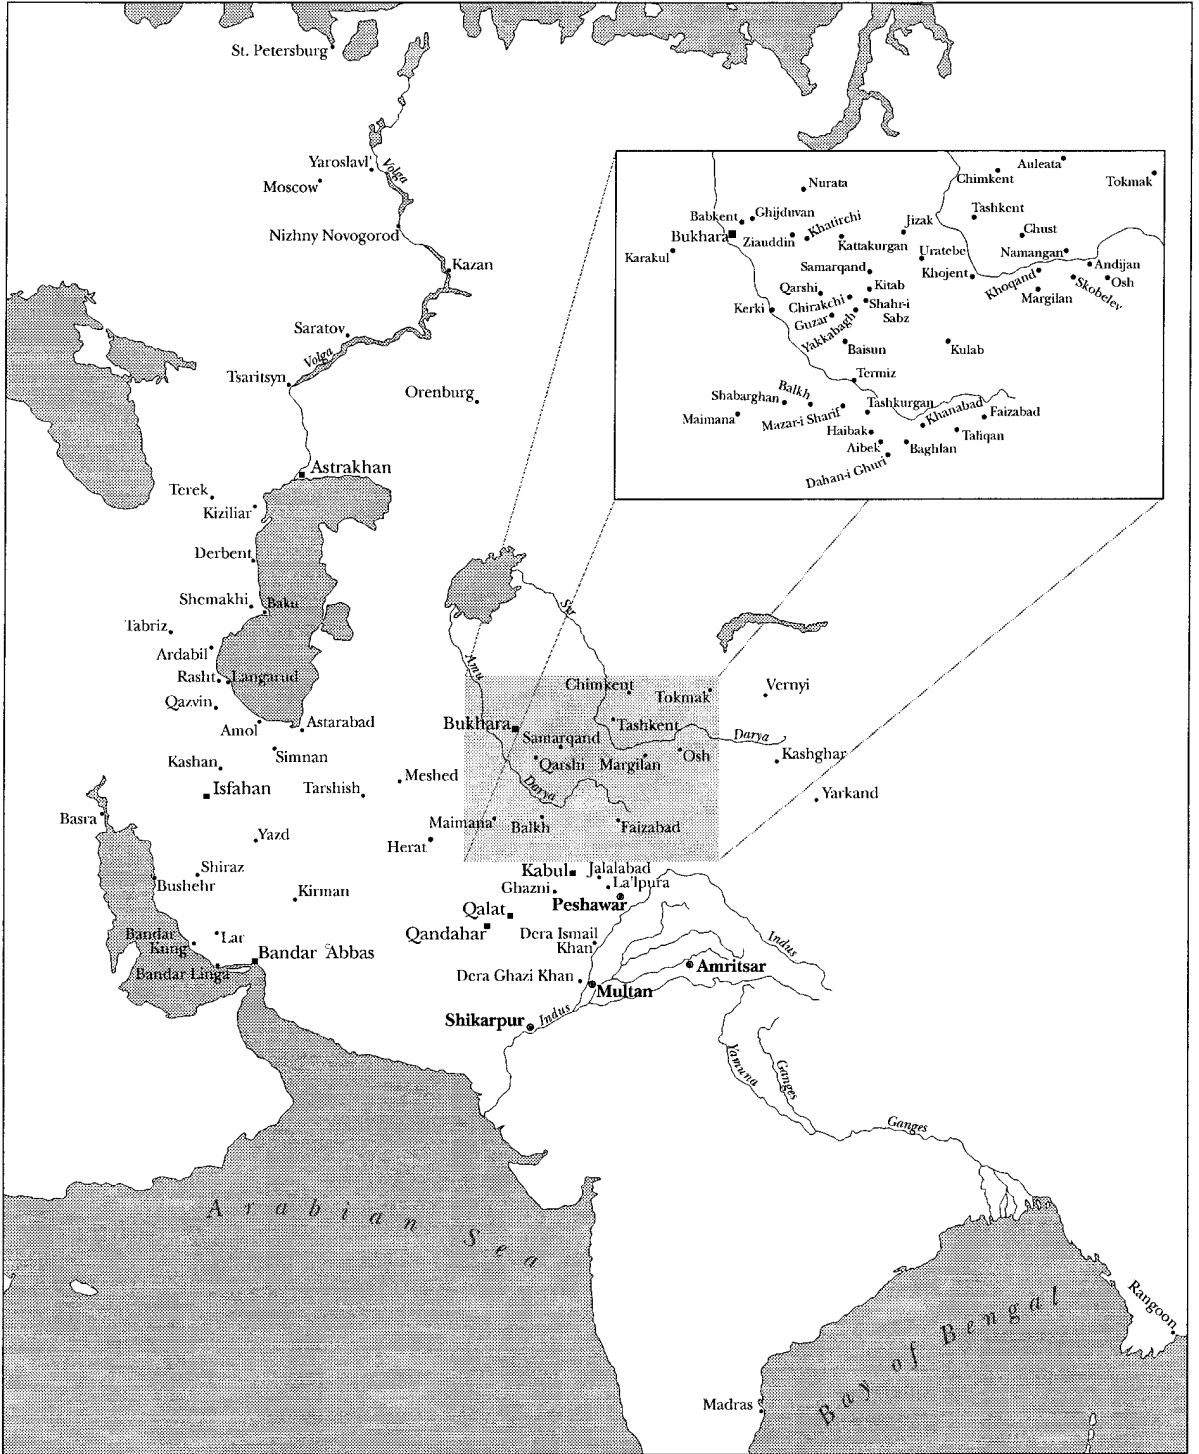 St. Petersburg
Yaroslavl'
Volga
Moscow
Nizhny Novogorod
Kazan
Saratov
Volga
Tsaritsyn
Orenburg
Astrakhan
Terek
Kiziliar
Derbent
Shemakhi
Baku
Tabriz
Ardabil
Rasht
Langarud
Qazvin
Amol
Astarabad
Simnan
Kashan
Isfahan
Tarshish
Meshed
Basra
Yazd
Herat
Shiraz
Bushehr
Kirman
Bandar
Kung
Lar
Bandar ʿAbbas
Bandar Linga
Auleata
Chimkent
Tokmak
Nurata
Babkent
Ghijduvan
Bukhara
Ziauddin
Khatirchi
Kattakurgan
Jizak
Tashkent
Chust
Karakul
Uratebe
Namangan
Samarqand
Khojent
Khoqand
Andijan
Osh
Skobelev
Margilan
Qarshi
Kitab
Chirakchi
Shahr-i
Sabz
Kerki
Guzar
Yakkabagh
Baisun
Kulab
Termiz
Shabarghan
Balkh
Tashkurgan
Maimana
Mazar-i Sharif
Khanabad
Faizabad
Haibak
Taliqan
Aibek
Baghlan
Dahan-i Ghuri
Syr
Amu
Chimkent
Tokmak
Vernyi
Bukhara
Tashkent
Samarqand
Darya
Qarshi
Margilan
Osh
Kashghar
Darya
Yarkand
Maimana
Balkh
Faizabad
Kabul
Jalalabad
Ghazni
La'lpura
Peshawar
Qalat
Qandahar
Dera Ismail
Khan
Indus
Amritsar
Dera Ghazi Khan
Multan
Shikarpur
Indus
Yamuna
Ganges
Ganges
Arabian Sea
Bay of Bengal
Rangoon
Madras